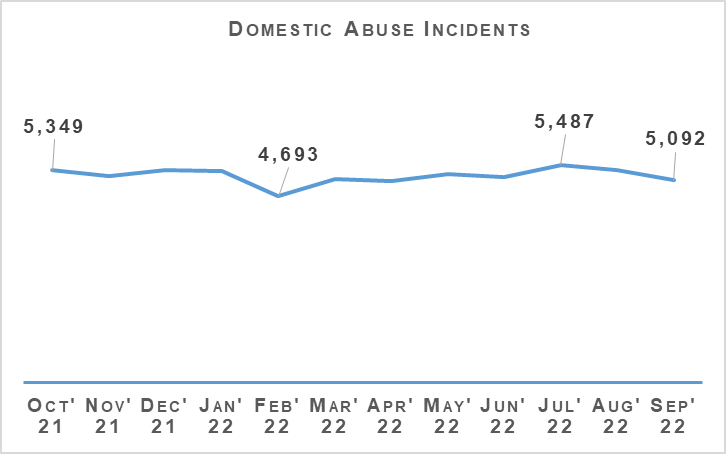 DOMESTIC ABUSE INCIDENTS
5,349
4,693
5,487
5,092
OCT' NOV' DEC' JAN' FEB' MAR' APR' MAY' JUN' JUL' AUG' SEP'
21 21 21 22 22 22 22 22 22 22 22 22